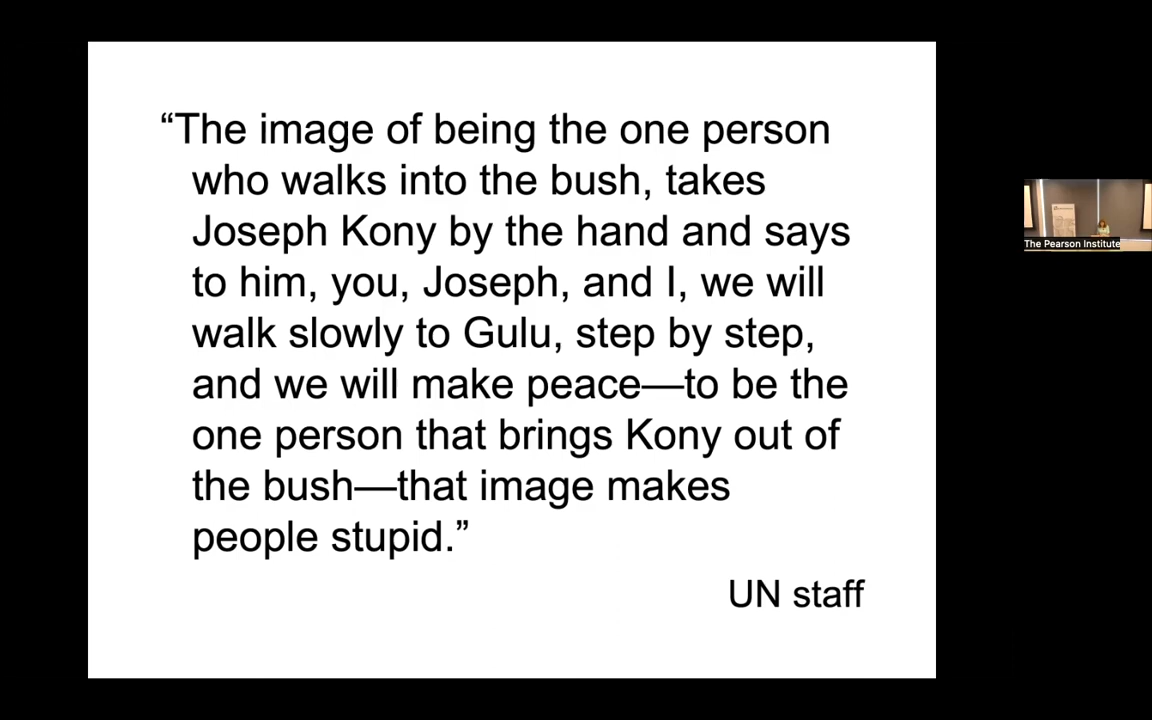 “The image of being the one person
who walks into the bush, takes
Joseph Kony by the hand and says
to him, you, Joseph, and I, we will
walk slowly to Gulu, step by step,
and we will make peace—to be the
one person that brings Kony out of
the bush—that image makes
people stupid.”
UN staff
The Pearson Institute